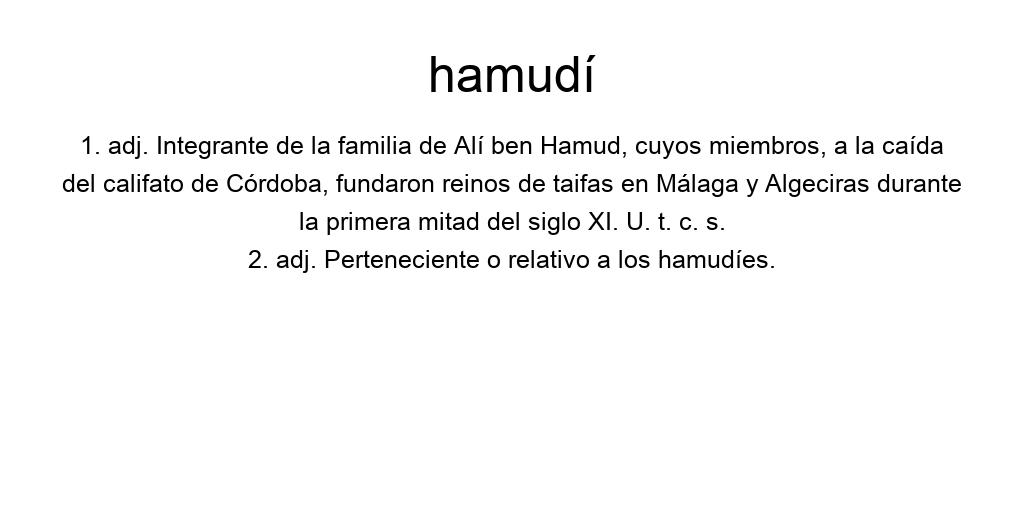 hamudí
1. adj. Integrante de la familia de Alí ben Hamud, cuyos miembros, a la caída
del califato de Córdoba, fundaron reinos de taifas en Málaga y Algeciras durante
la primera mitad del siglo XI. U. t. c. s.
2. adj. Perteneciente o relativo a los hamudíes.